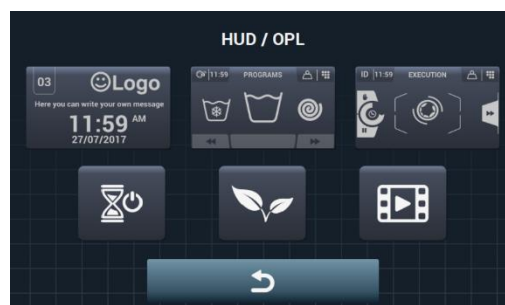 HUD / OPL
03
Logo
Here you can write your own message
11:59 AM
27/07/2017
11:59 PROGRAMS
ID 11:59 EXECUTION